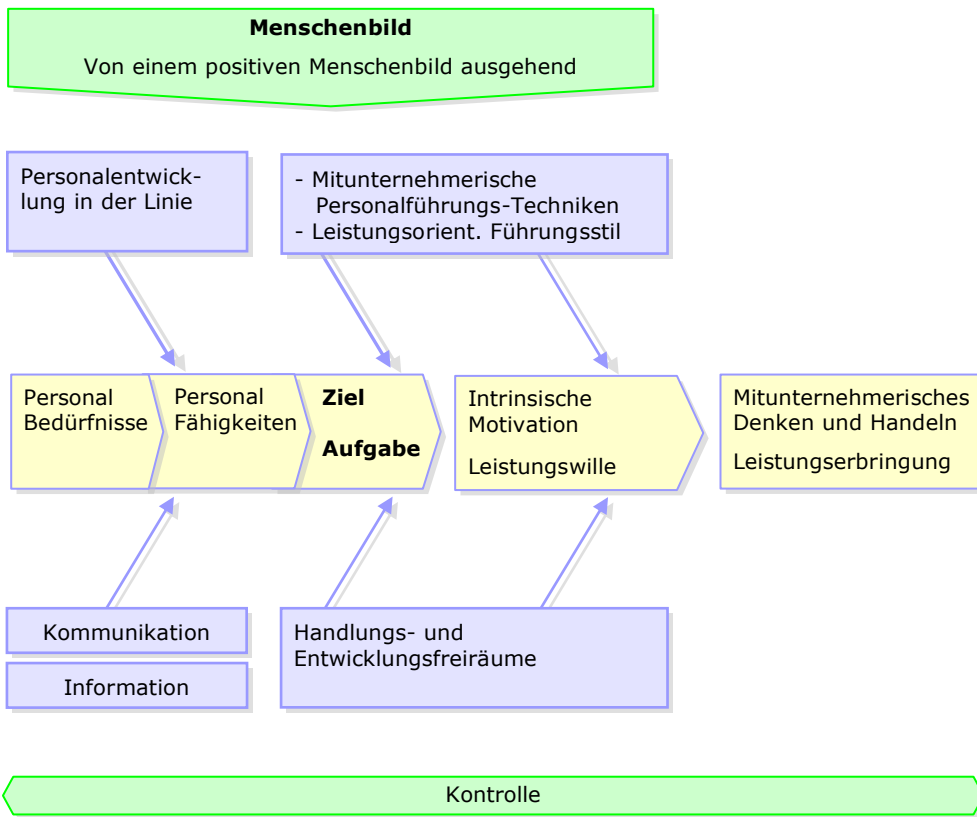 Menschenbild
Von einem positiven Menschenbild ausgehend
Personalentwick-
lung in der Linie
- Mitunternehmerische
Personalführungs-Techniken
- Leistungsorient. Führungsstil
Personal
Bedürfnisse
Personal
Fähigkeiten
Ziel
Aufgabe
Intrinsische
Motivation
Leistungswille
Mitunternehmerisches
Denken und Handeln
Leistungserbringung
Kommunikation
Information
Handlungs- und
Entwicklungsfreiräume
Kontrolle